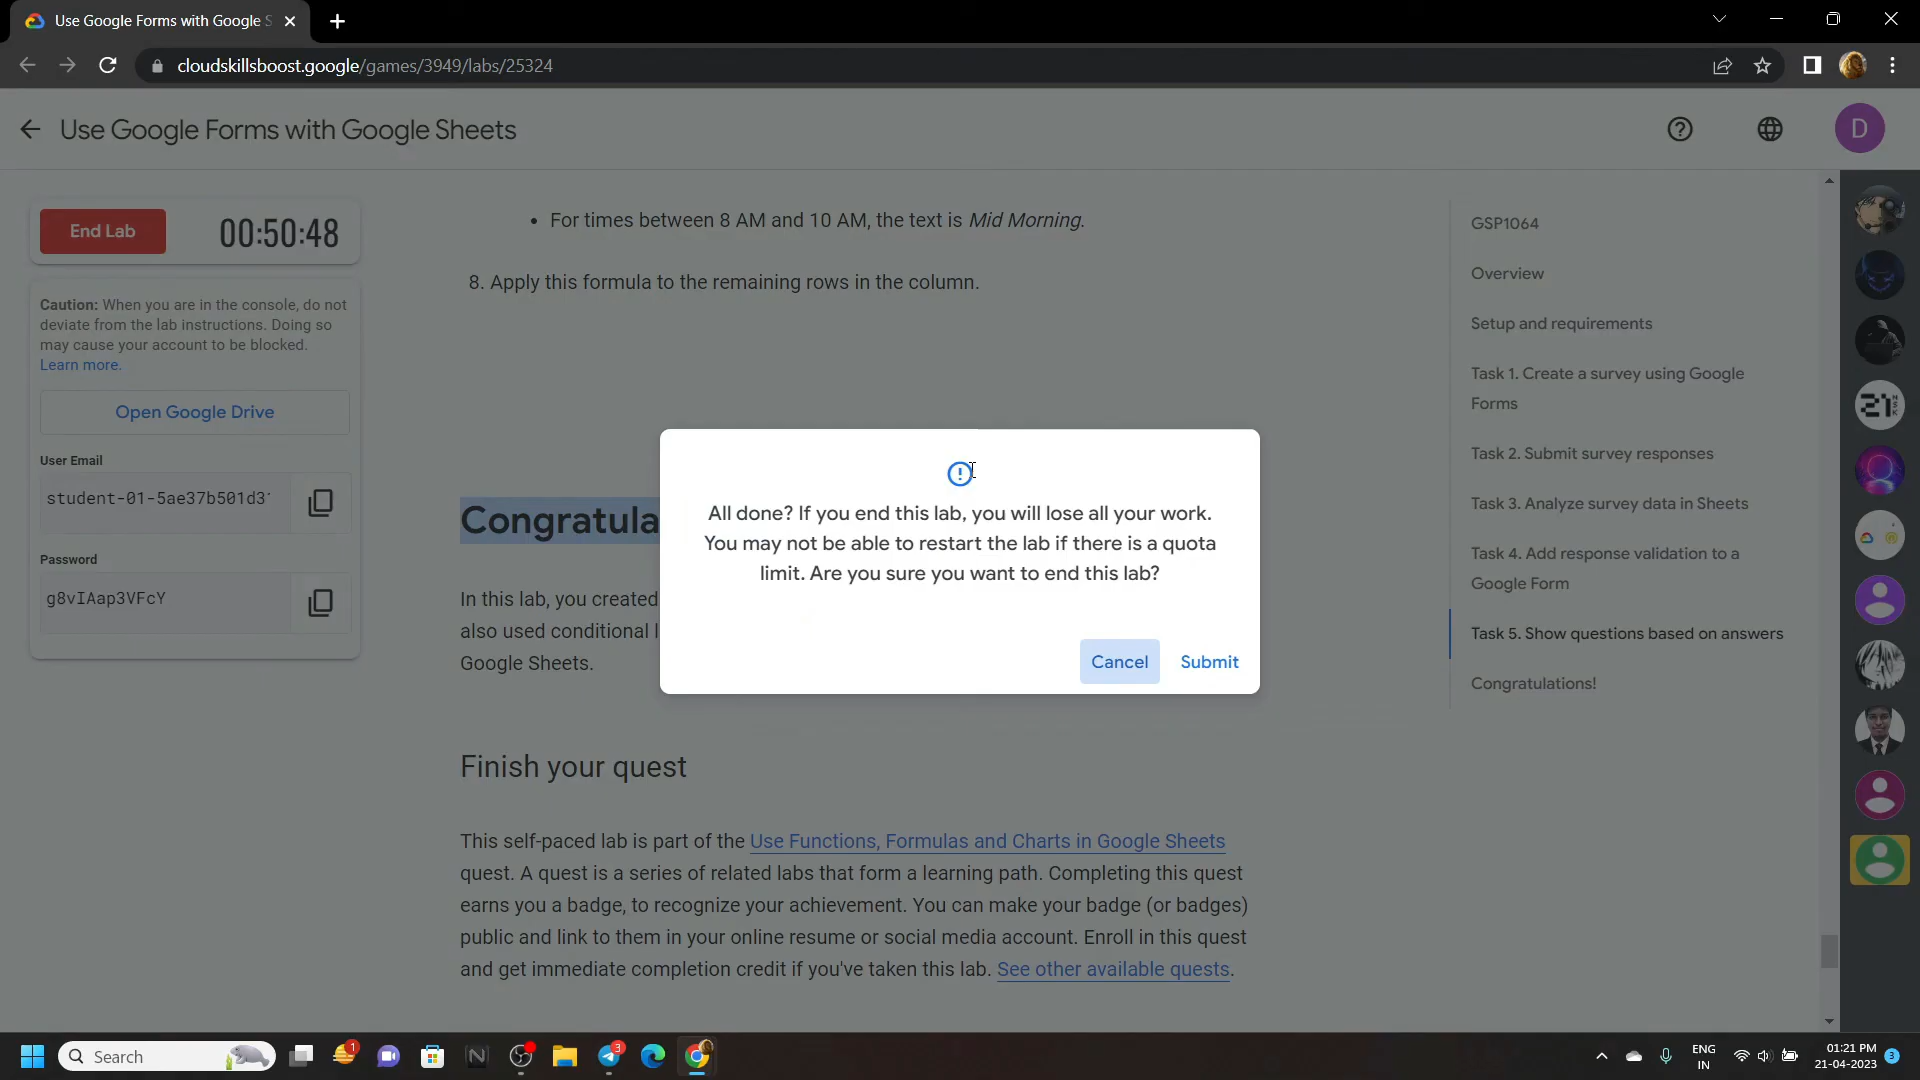 Use Google Forms with Google S
cloudskillsboost.google/games/3949/labs/25324
Use Google Forms with Google Sheets
D
End Lab
00:50:48
Caution: When you are in the console, do not
deviate from the lab instructions. Doing so
may cause your account to be blocked.
Learn more.
Open Google Drive
User Email
student-01-5ae37b501d3
Password
g8vIAap3VFcY
• For times between 8 AM and 10 AM, the text is Mid Morning.
8. Apply this formula to the remaining rows in the column.
Congratula
In this lab, you created
also used conditional l
Google Sheets.
All done? If you end this lab, you will lose all your work.
You may not be able to restart the lab if there is a quota
limit. Are you sure you want to end this lab?
Cancel
Submit
Finish your quest
This self-paced lab is part of the Use Functions, Formulas and Charts in Google Sheets
quest. A quest is a series of related labs that form a learning path. Completing this quest
earns you a badge, to recognize your achievement. You can make your badge (or badges)
public and link to them in your online resume or social media account. Enroll in this quest
and get immediate completion credit if you've taken this lab. See other available quests.
GSP1064
Overview
Setup and requirements
Task 1. Create a survey using Google
Forms
Task 2. Submit survey responses
Task 3. Analyze survey data in Sheets
Task 4. Add response validation to a
Google Form
Task 5. Show questions based on answers
Congratulations!
21
Search
1
3
ENG
IN
01:21 PM
21-04-2023
3